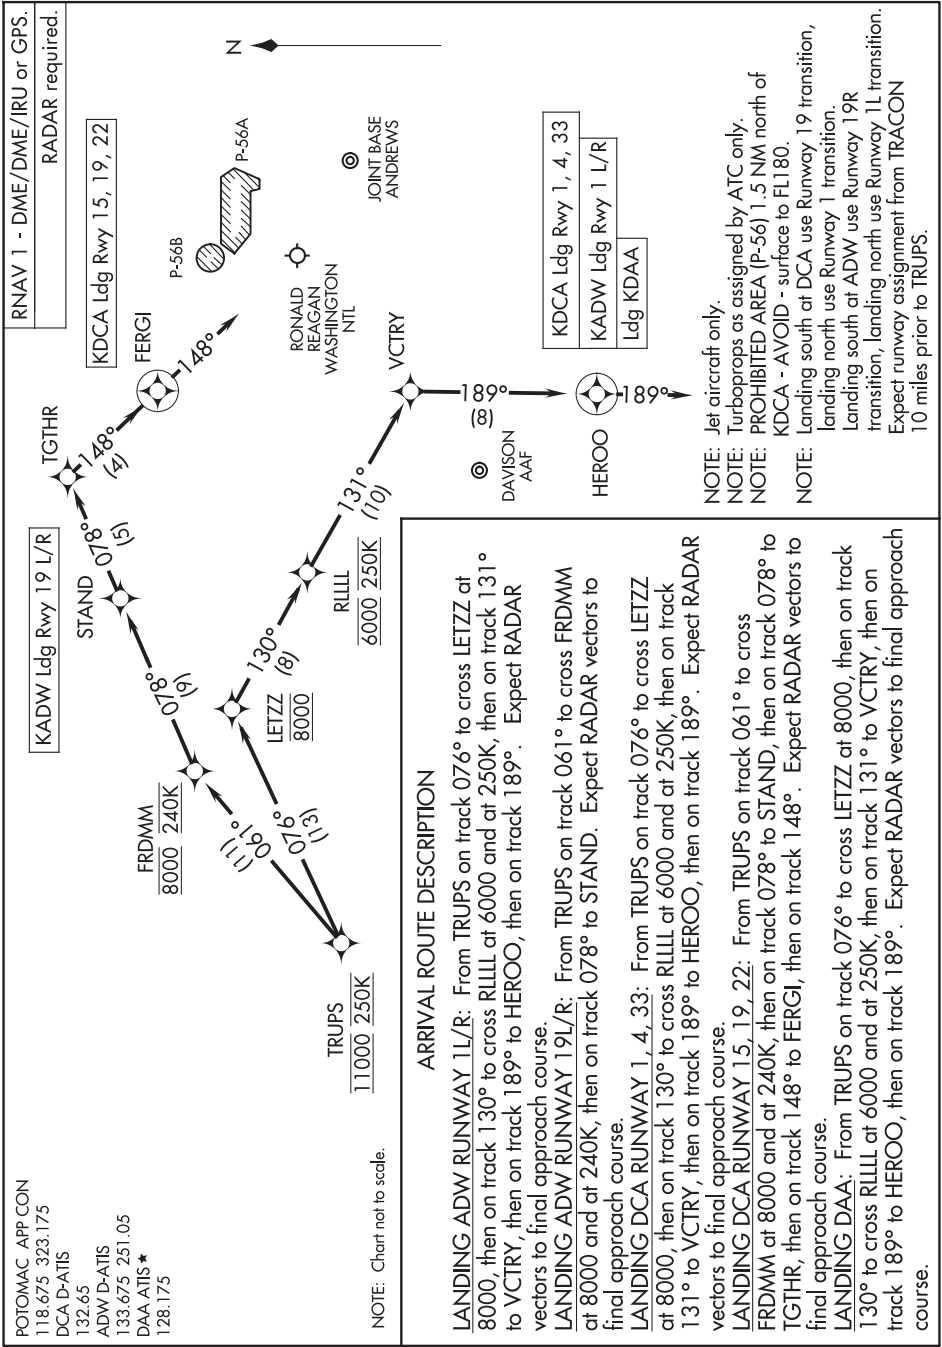 RNAV 1 - DME/DME/IRU or GPS.
RADAR required.
POTOMAC APP CON
118.675 323.175
DCA D-ATIS
132.65
ADW D-ATIS
133.675 251.05
DAA ATIS ★
128.175
NOTE: Chart not to scale.
KADW Ldg Rwy 19 L/R
KDCA Ldg Rwy 15, 19, 22
TRUPS
11000 250K
061°
(11)
076°
(13)
FRDMM
8000 240K
078°
(9)
STAND
078°
(5)
TGTHR
148°
(4)
FERGI
148°
LETZZ
8000
130°
(8)
RLLLL
6000 250K
131°
(10)
VCTRY
189°
(8)
HEROO
189°
P-56B
P-56A
N
RONALD
REAGAN
WASHINGTON
NTL
JOINT BASE
ANDREWS
DAVISON
AAF
KDCA Ldg Rwy 1, 4, 33
KADW Ldg Rwy 1 L/R
Ldg KDAA
NOTE: Jet aircraft only.
NOTE: Turboprops as assigned by ATC only.
NOTE: PROHIBITED AREA (P-56) 1.5 NM north of
KDCA - AVOID - surface to FL180.
NOTE: Landing south at DCA use Runway 19 transition,
landing north use Runway 1 transition.
Landing south at ADW use Runway 19R
transition, landing north use Runway 1L transition.
Expect runway assignment from TRACON
10 miles prior to TRUPS.
ARRIVAL ROUTE DESCRIPTION
LANDING ADW RUNWAY 1L/R: From TRUPS on track 076° to cross LETZZ at
8000, then on track 130° to cross RLLLL at 6000 and at 250K, then on track 131°
to VCTRY, then on track 189° to HEROO, then on track 189°. Expect RADAR
vectors to final approach course.
LANDING ADW RUNWAY 19L/R: From TRUPS on track 061° to cross FRDMM
at 8000 and at 240K, then on track 078° to STAND. Expect RADAR vectors to
final approach course.
LANDING DCA RUNWAY 1, 4, 33: From TRUPS on track 076° to cross LETZZ
at 8000, then on track 130° to cross RLLLL at 6000 and at 250K, then on track
131° to VCTRY, then on track 189° to HEROO, then on track 189°. Expect RADAR
vectors to final approach course.
LANDING DCA RUNWAY 15, 19, 22: From TRUPS on track 061° to cross
FRDMM at 8000 and at 240K, then on track 078° to STAND, then on track 078° to
TGTHR, then on track 148° to FERGI, then on track 148°. Expect RADAR vectors to
final approach course.
LANDING DAA: From TRUPS on track 076° to cross LETZZ at 8000, then on track
130° to cross RLLLL at 6000 and at 250K, then on track 131° to VCTRY, then on
track 189° to HEROO, then on track 189°. Expect RADAR vectors to final approach
course.